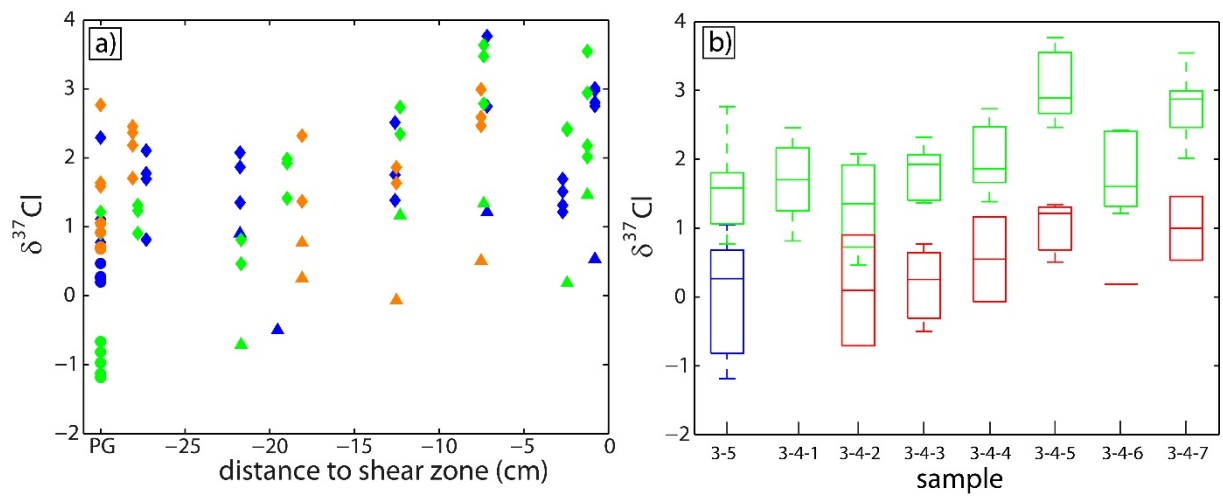 a)
4
3
2
1
0
−1
−2
δ³⁷Cl
PG −25 −20 −15 −10 −5 0
distance to shear zone (cm)
b)
4
3
2
1
0
−1
−2
δ³⁷Cl
3-5 3-4-1 3-4-2 3-4-3 3-4-4 3-4-5 3-4-6 3-4-7
sample